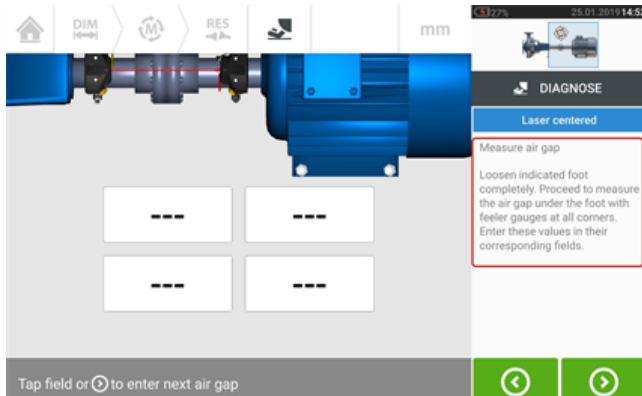 DIM
M
RES
mm
27%
25.01.2019 14:53
DIAGNOSE
Laser centered
Measure air gap
Loosen indicated foot
completely. Proceed to measure
the air gap under the foot with
feeler gauges at all corners.
Enter these values in their
corresponding fields.
--- ---
--- ---
Tap field or to enter next air gap